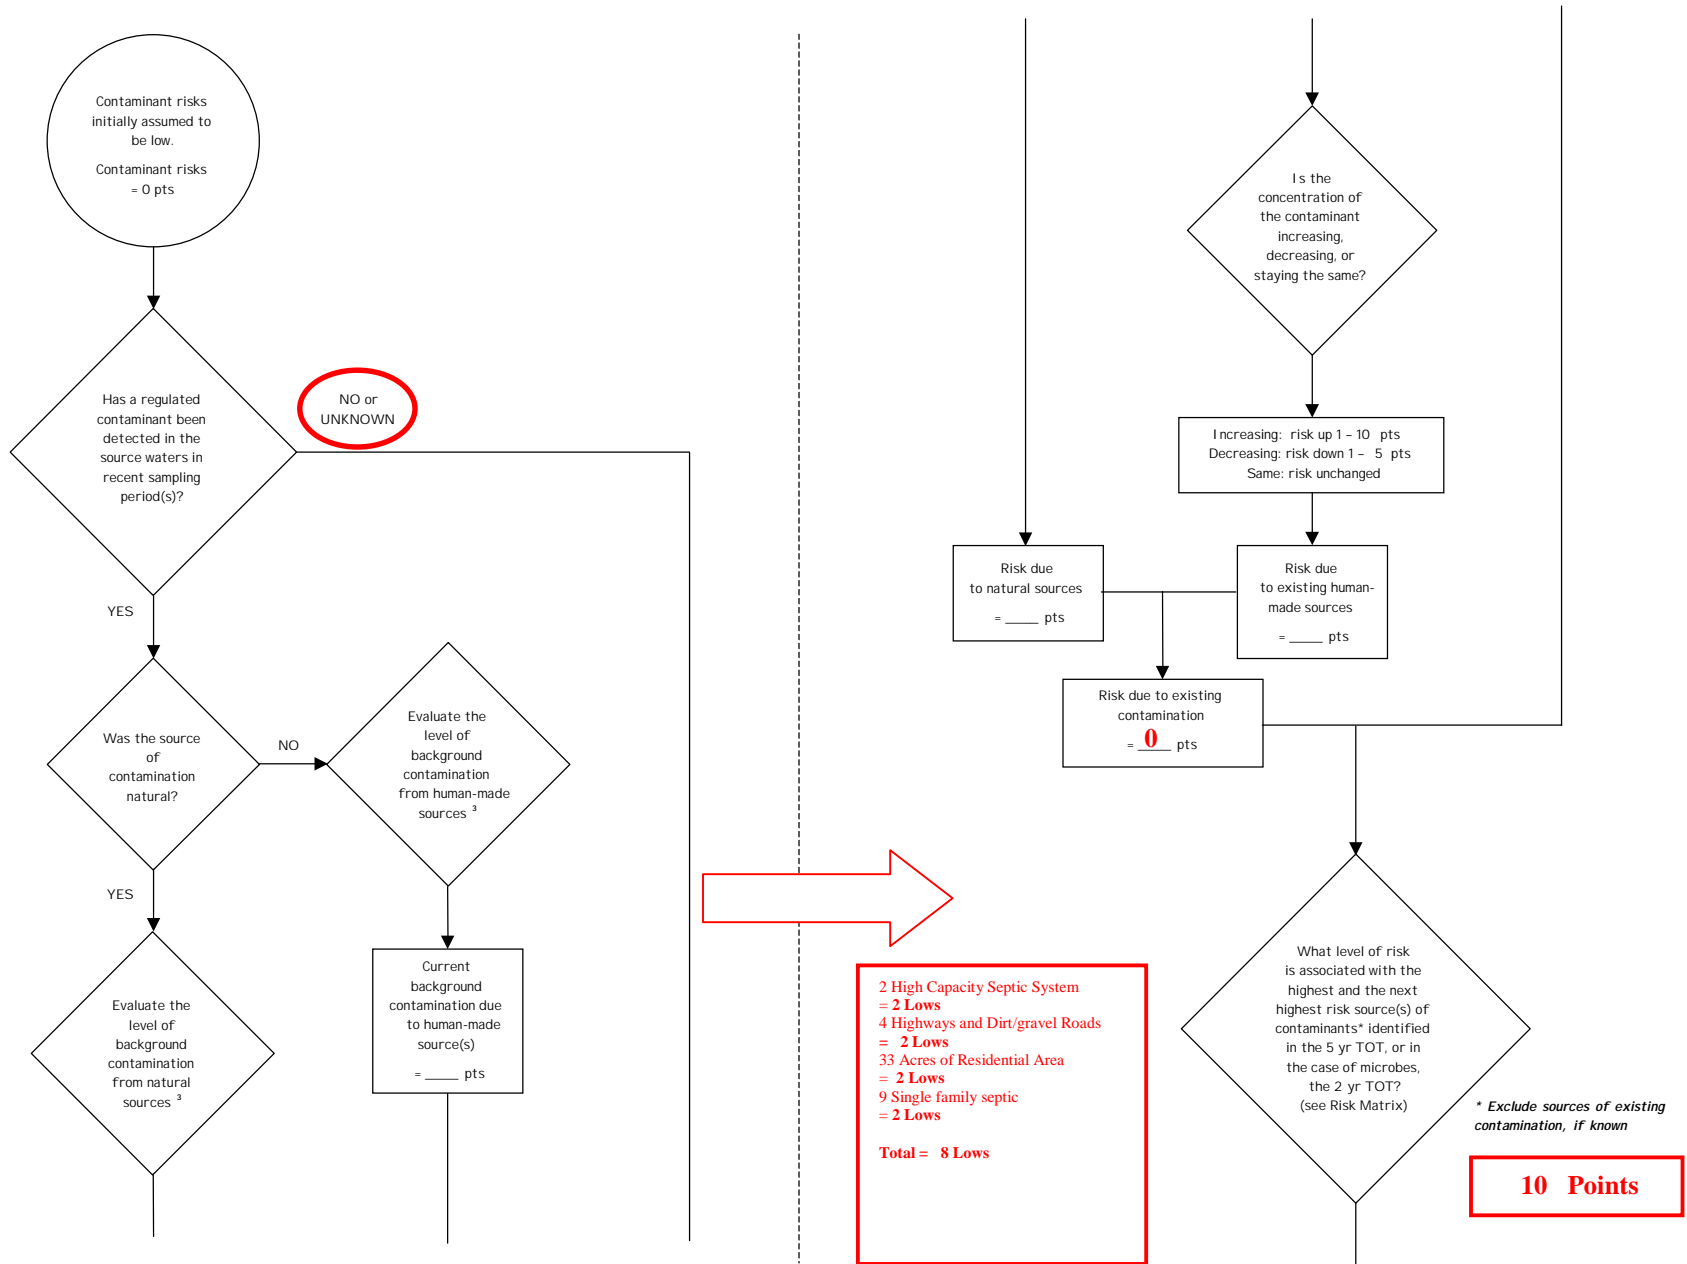 Contaminant risks
initially assumed to
be low.
Contaminant risks
= 0 pts
Has a regulated
contaminant been
detected in the
source waters in
recent sampling
period(s)?
NO or
UNKNOWN
YES
Was the source
of
contamination
natural?
NO
Evaluate the
level of
background
contamination
from human-made
sources ³
YES
Evaluate the
level of
background
contamination
from natural
sources ³
Current
background
contamination due
to human-made
source(s)
= _____ pts
Is the
concentration of
the contaminant
increasing,
decreasing, or
staying the same?
Increasing: risk up 1 – 10 pts
Decreasing: risk down 1 – 5 pts
Same: risk unchanged
Risk due
to natural sources
= _____ pts
Risk due
to existing human-
made sources
= _____ pts
Risk due to existing
contamination
= __0__ pts
2 High Capacity Septic System
= 2 Lows
4 Highways and Dirt/gravel Roads
= 2 Lows
33 Acres of Residential Area
= 2 Lows
9 Single family septic
= 2 Lows
Total = 8 Lows
What level of risk
is associated with the
highest and the next
highest risk source(s) of
contaminants* identified
in the 5 yr TOT, or in
the case of microbes,
the 2 yr TOT?
(see Risk Matrix)
* Exclude sources of existing
contamination, if known
10 Points